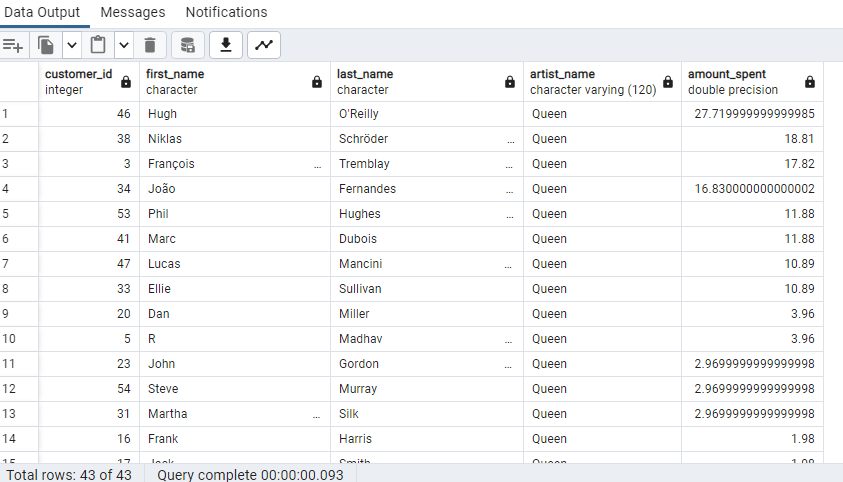 Data Output Messages Notifications
customer_id integer first_name character last_name character artist_name character varying (120) amount_spent double precision
1 46 Hugh O'Reilly Queen 27.719999999999985
2 38 Niklas Schröder ... Queen 18.81
3 3 François ... Tremblay ... Queen 17.82
4 34 João Fernandes ... Queen 16.830000000000002
5 53 Phil Hughes ... Queen 11.88
6 41 Marc Dubois Queen 11.88
7 47 Lucas Mancini ... Queen 10.89
8 33 Ellie Sullivan Queen 10.89
9 20 Dan Miller Queen 3.96
10 5 R Madhav ... Queen 3.96
11 23 John Gordon ... Queen 2.9699999999999998
12 54 Steve Murray Queen 2.9699999999999998
13 31 Martha ... Silk Queen 2.9699999999999998
14 16 Frank Harris Queen 1.98
15 17 Jack Smith Queen 1.98
Total rows: 43 of 43 Query complete 00:00:00.093